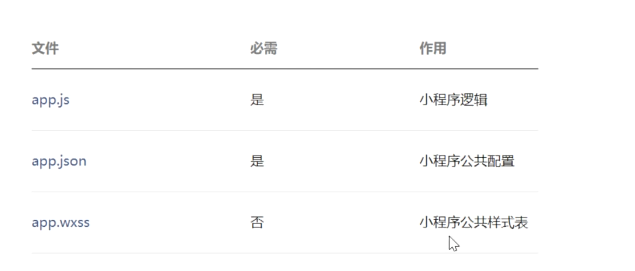 文件 必需 作用
app.js 是 小程序逻辑
app.json 是 小程序公共配置
app.wxss 否 小程序公共样式表